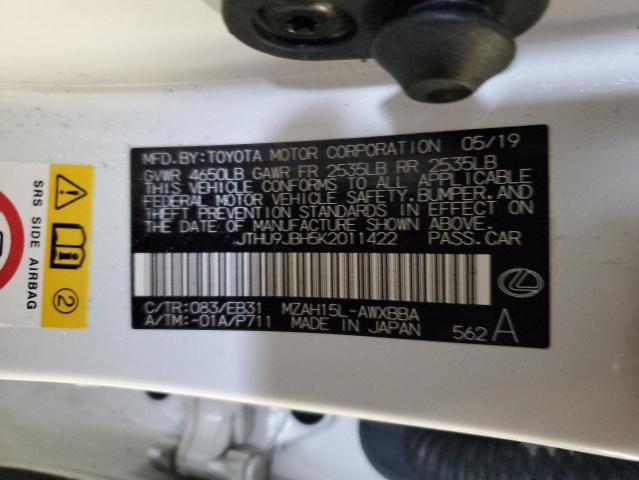 MFD.BY:TOYOTA MOTOR CORPORATION 05/19
GVWR 4650LB GAWR FR 2535LB RR 2535LB
THIS VEHICLE CONFORMS TO ALL APPLICABLE
FEDERAL MOTOR VEHICLE SAFETY,BUMPER,AND
THEFT PREVENTION STANDARDS IN EFFECT ON
THE DATE OF MANUFACTURE SHOWN ABOVE.
JTHU9JBH5K2011422 PASS.CAR
C/TR:083/EB31 MZAH15L-AWXBBA
A/TM:-01A/P711 MADE IN JAPAN 562 A
SRS SIDE AIRBAG
2